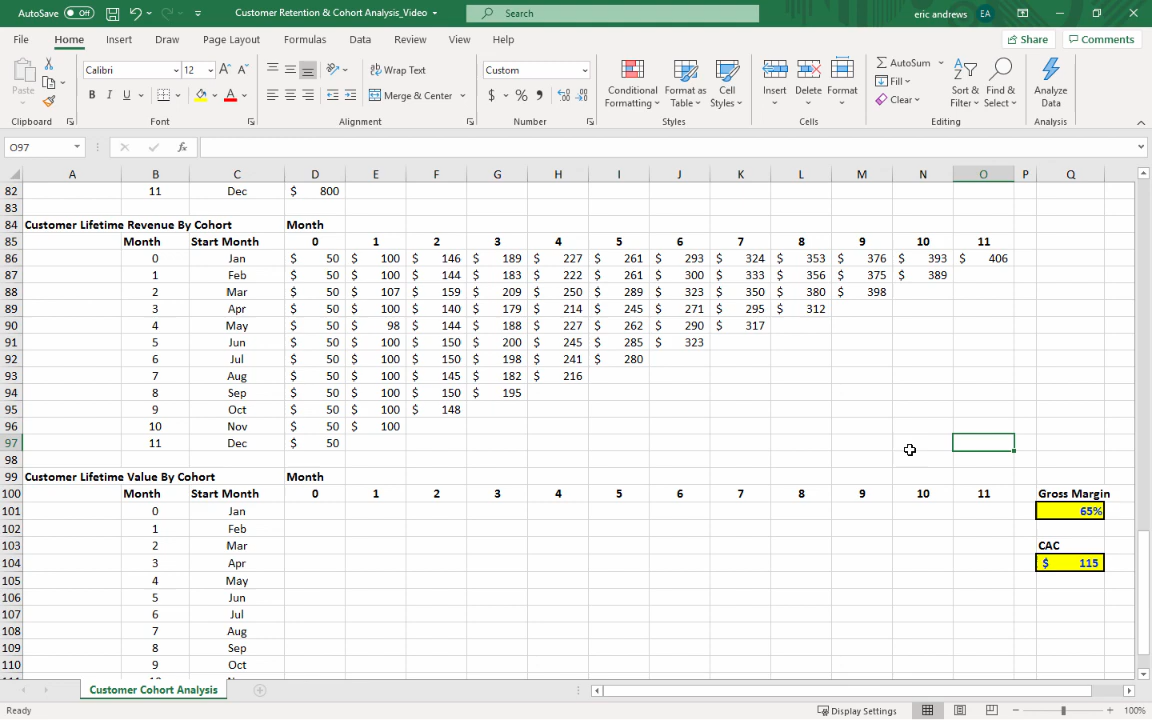 AutoSave Off Customer Retention & Cohort Analysis_Video Search eric andrews EA
File Home Insert Draw Page Layout Formulas Data Review View Help Share Comments
Paste Calibri 12 A A Wrap Text Custom Conditional Formatting Format as Table Cell Styles Insert Delete Format AutoSum Fill Clear Sort & Filter Find & Select Analyze Data
B I U A Merge & Center $ % 9
Clipboard Font Alignment Number Styles Cells Editing Analysis
O97 fx
A B C D E F G H I J K L M N O P Q
82 11 Dec $ 800
83
84 Customer Lifetime Revenue By Cohort Month
85 Month Start Month 0 1 2 3 4 5 6 7 8 9 10 11
86 0 Jan $ 50 $ 100 $ 146 $ 189 $ 227 $ 261 $ 293 $ 324 $ 353 $ 376 $ 393 $ 406
87 1 Feb $ 50 $ 100 $ 144 $ 183 $ 222 $ 261 $ 300 $ 333 $ 356 $ 375 $ 389
88 2 Mar $ 50 $ 107 $ 159 $ 209 $ 250 $ 289 $ 323 $ 350 $ 380 $ 398
89 3 Apr $ 50 $ 100 $ 140 $ 179 $ 214 $ 245 $ 271 $ 295 $ 312
90 4 May $ 50 $ 98 $ 144 $ 188 $ 227 $ 262 $ 290 $ 317
91 5 Jun $ 50 $ 100 $ 150 $ 200 $ 245 $ 285 $ 323
92 6 Jul $ 50 $ 100 $ 150 $ 198 $ 241 $ 280
93 7 Aug $ 50 $ 100 $ 145 $ 182 $ 216
94 8 Sep $ 50 $ 100 $ 150 $ 195
95 9 Oct $ 50 $ 100 $ 148
96 10 Nov $ 50 $ 100
97 11 Dec $ 50
98
99 Customer Lifetime Value By Cohort Month
100 Month Start Month 0 1 2 3 4 5 6 7 8 9 10 11 Gross Margin
101 0 Jan 65%
102 1 Feb
103 2 Mar CAC
104 3 Apr $ 115
105 4 May
106 5 Jun
107 6 Jul
108 7 Aug
109 8 Sep
110 9 Oct
Customer Cohort Analysis
Ready Display Settings 100%